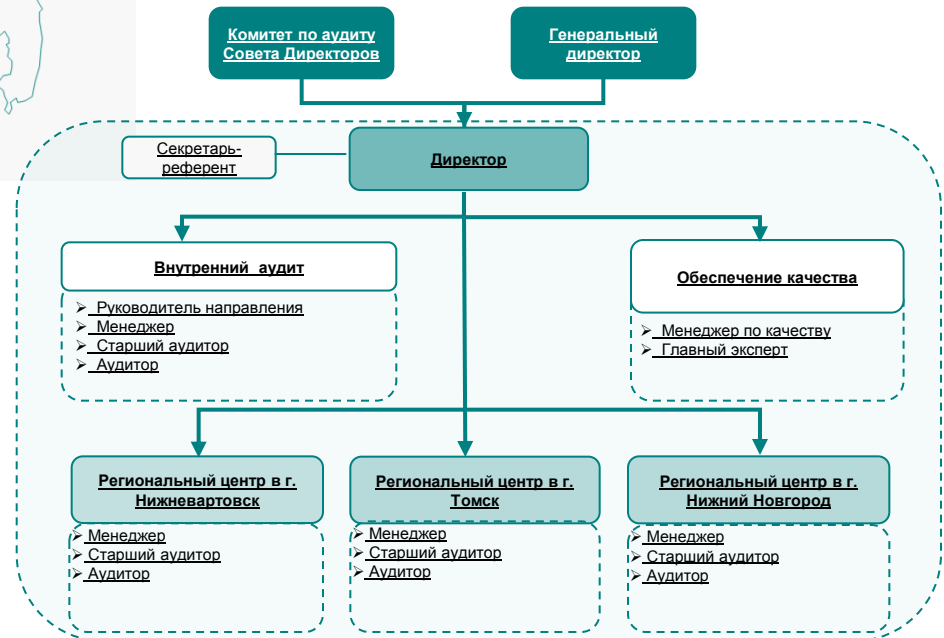 Комитет по аудиту
Совета Директоров
Генеральный
директор
Секретарь-
референт
Директор
Внутренний аудит
Руководитель направления
Менеджер
Старший аудитор
Аудитор
Обеспечение качества
Менеджер по качеству
Главный эксперт
Региональный центр в г.
Нижневартовск
Менеджер
Старший аудитор
Аудитор
Региональный центр в г.
Томск
Менеджер
Старший аудитор
Аудитор
Региональный центр в г.
Нижний Новгород
Менеджер
Старший аудитор
Аудитор